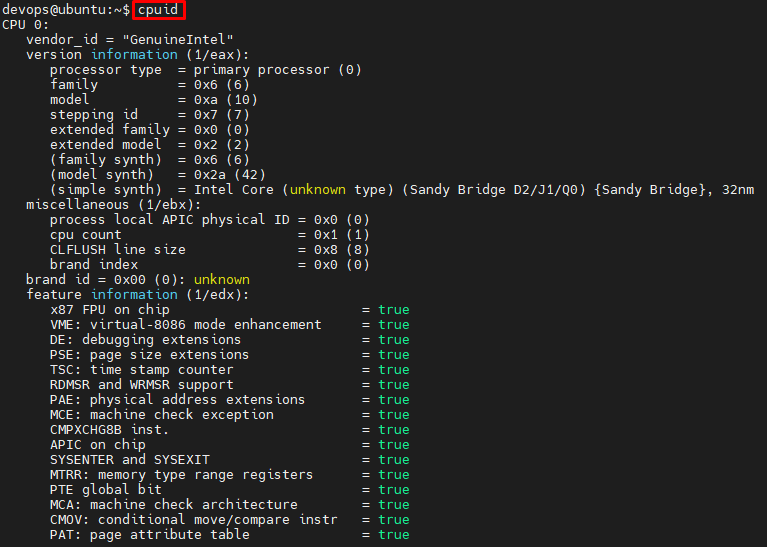 devops@ubuntu:~$ cpuid
CPU 0:
   vendor_id = "GenuineIntel"
   version information (1/eax):
      processor type  = primary processor (0)
      family          = 0x6 (6)
      model           = 0xa (10)
      stepping id     = 0x7 (7)
      extended family = 0x0 (0)
      extended model  = 0x2 (2)
      (family synth)  = 0x6 (6)
      (model synth)   = 0x2a (42)
      (simple synth)  = Intel Core (unknown type) (Sandy Bridge D2/J1/Q0) {Sandy Bridge}, 32nm
   miscellaneous (1/ebx):
      process local APIC physical ID = 0x0 (0)
      cpu count                      = 0x1 (1)
      CLFLUSH line size              = 0x8 (8)
      brand index                    = 0x0 (0)
   brand id = 0x00 (0): unknown
   feature information (1/edx):
      x87 FPU on chip                        = true
      VME: virtual-8086 mode enhancement     = true
      DE: debugging extensions               = true
      PSE: page size extensions              = true
      TSC: time stamp counter                = true
      RDMSR and WRMSR support                = true
      PAE: physical address extensions       = true
      MCE: machine check exception           = true
      CMPXCHG8B inst.                        = true
      APIC on chip                           = true
      SYSENTER and SYSEXIT                   = true
      MTRR: memory type range registers      = true
      PTE global bit                         = true
      MCA: machine check architecture        = true
      CMOV: conditional move/compare instr   = true
      PAT: page attribute table              = true